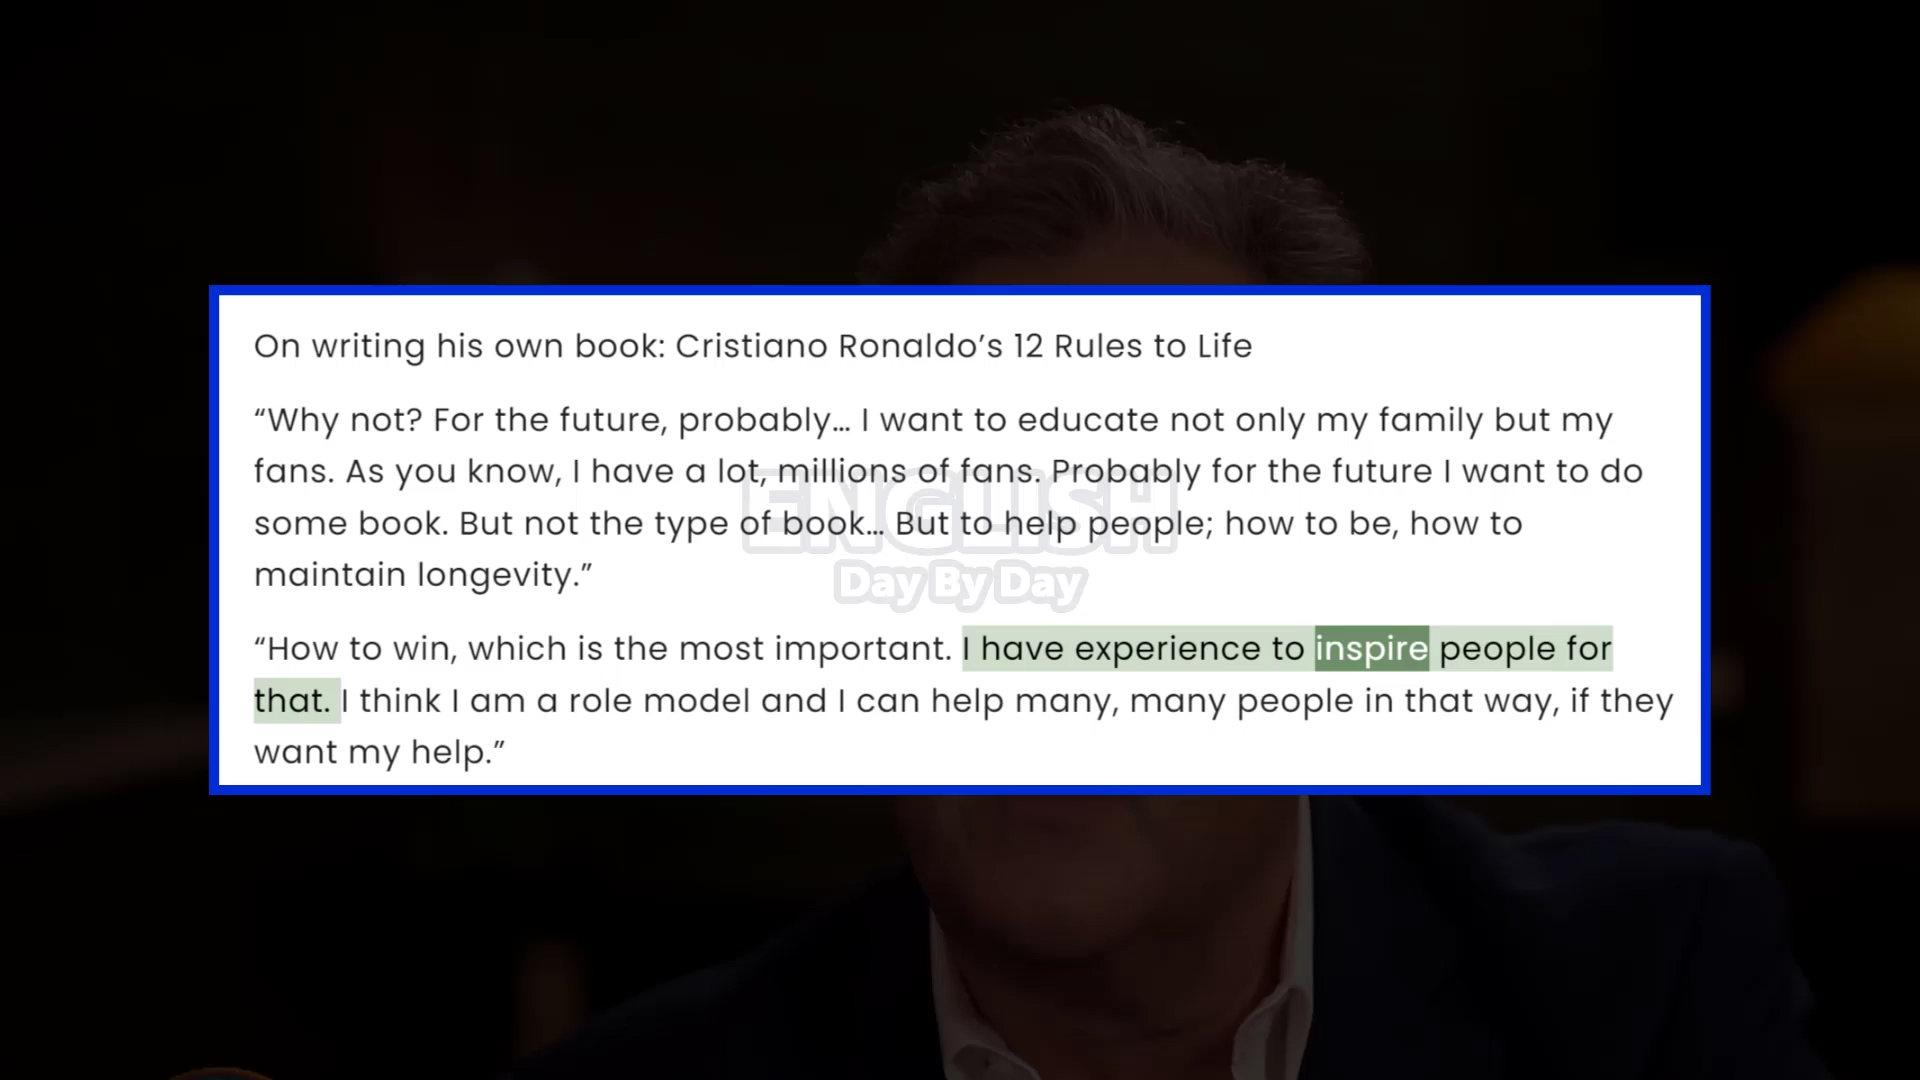 On writing his own book: Cristiano Ronaldo’s 12 Rules to Life
“Why not? For the future, probably… I want to educate not only my family but my
fans. As you know, I have a lot, millions of fans. Probably for the future I want to do
some book. But not the type of book… But to help people; how to be, how to
maintain longevity.”
ENGLISH
Day By Day
“How to win, which is the most important. I have experience to inspire people for
that. I think I am a role model and I can help many, many people in that way, if they
want my help.”